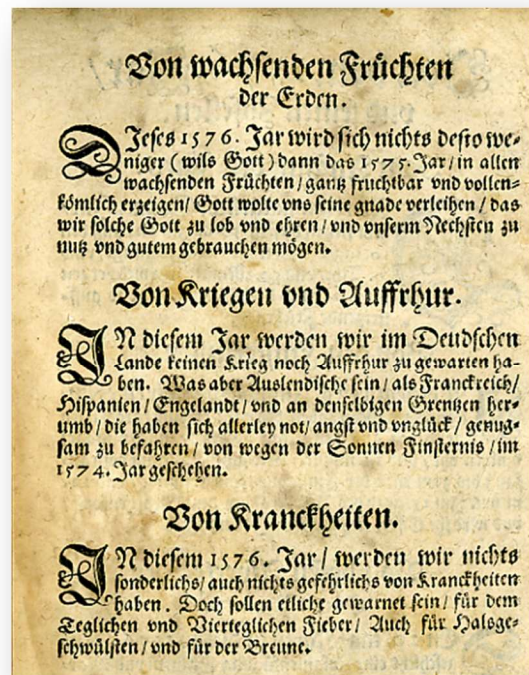 Von wachsenden Früchten
der Erden.
DJeses 1576. Jar wird sich nichts desto we-
niger (wils Gott) dann das 1575. Jar/ in allen
wachsenden Früchten/ gantz fruchtbar vnd vollen-
kömlich erzeigen/ Gott wolte vns seine gnade verleihen/ das
wir solche Gott zu lob vnd ehren/ vnd vnserm Nechsten zu
nutz vnd gutem gebrauchen mögen.
Von Kriegen vnd Auffrhur.
JN diesem Jar werden wir im Deudschen
Lande keinen Krieg noch Auffrhur zu gewarten ha-
ben. Was aber Auslendische sein/ als Franckreich/
Hispanien/ Engelandt/ vnd an denselbigen Grentzen her-
umb/ die haben sich allerley not/ angst vnd vnglück/ genug-
sam zu befahren/ von wegen der Sonnen Finsternis/ im
1574. Jar geschehen.
Von Kranckheiten.
JN diesem 1576. Jar/ werden wir nichts
sonderlichs/ auch nichts gefehrlichs von Kranckheiten
haben. Doch sollen etliche gewarnet sein/ für dem
Teglichen vnd Vierteglichen Fieber/ Auch für Halsge-
schwülsten/ vnd für der Breune.